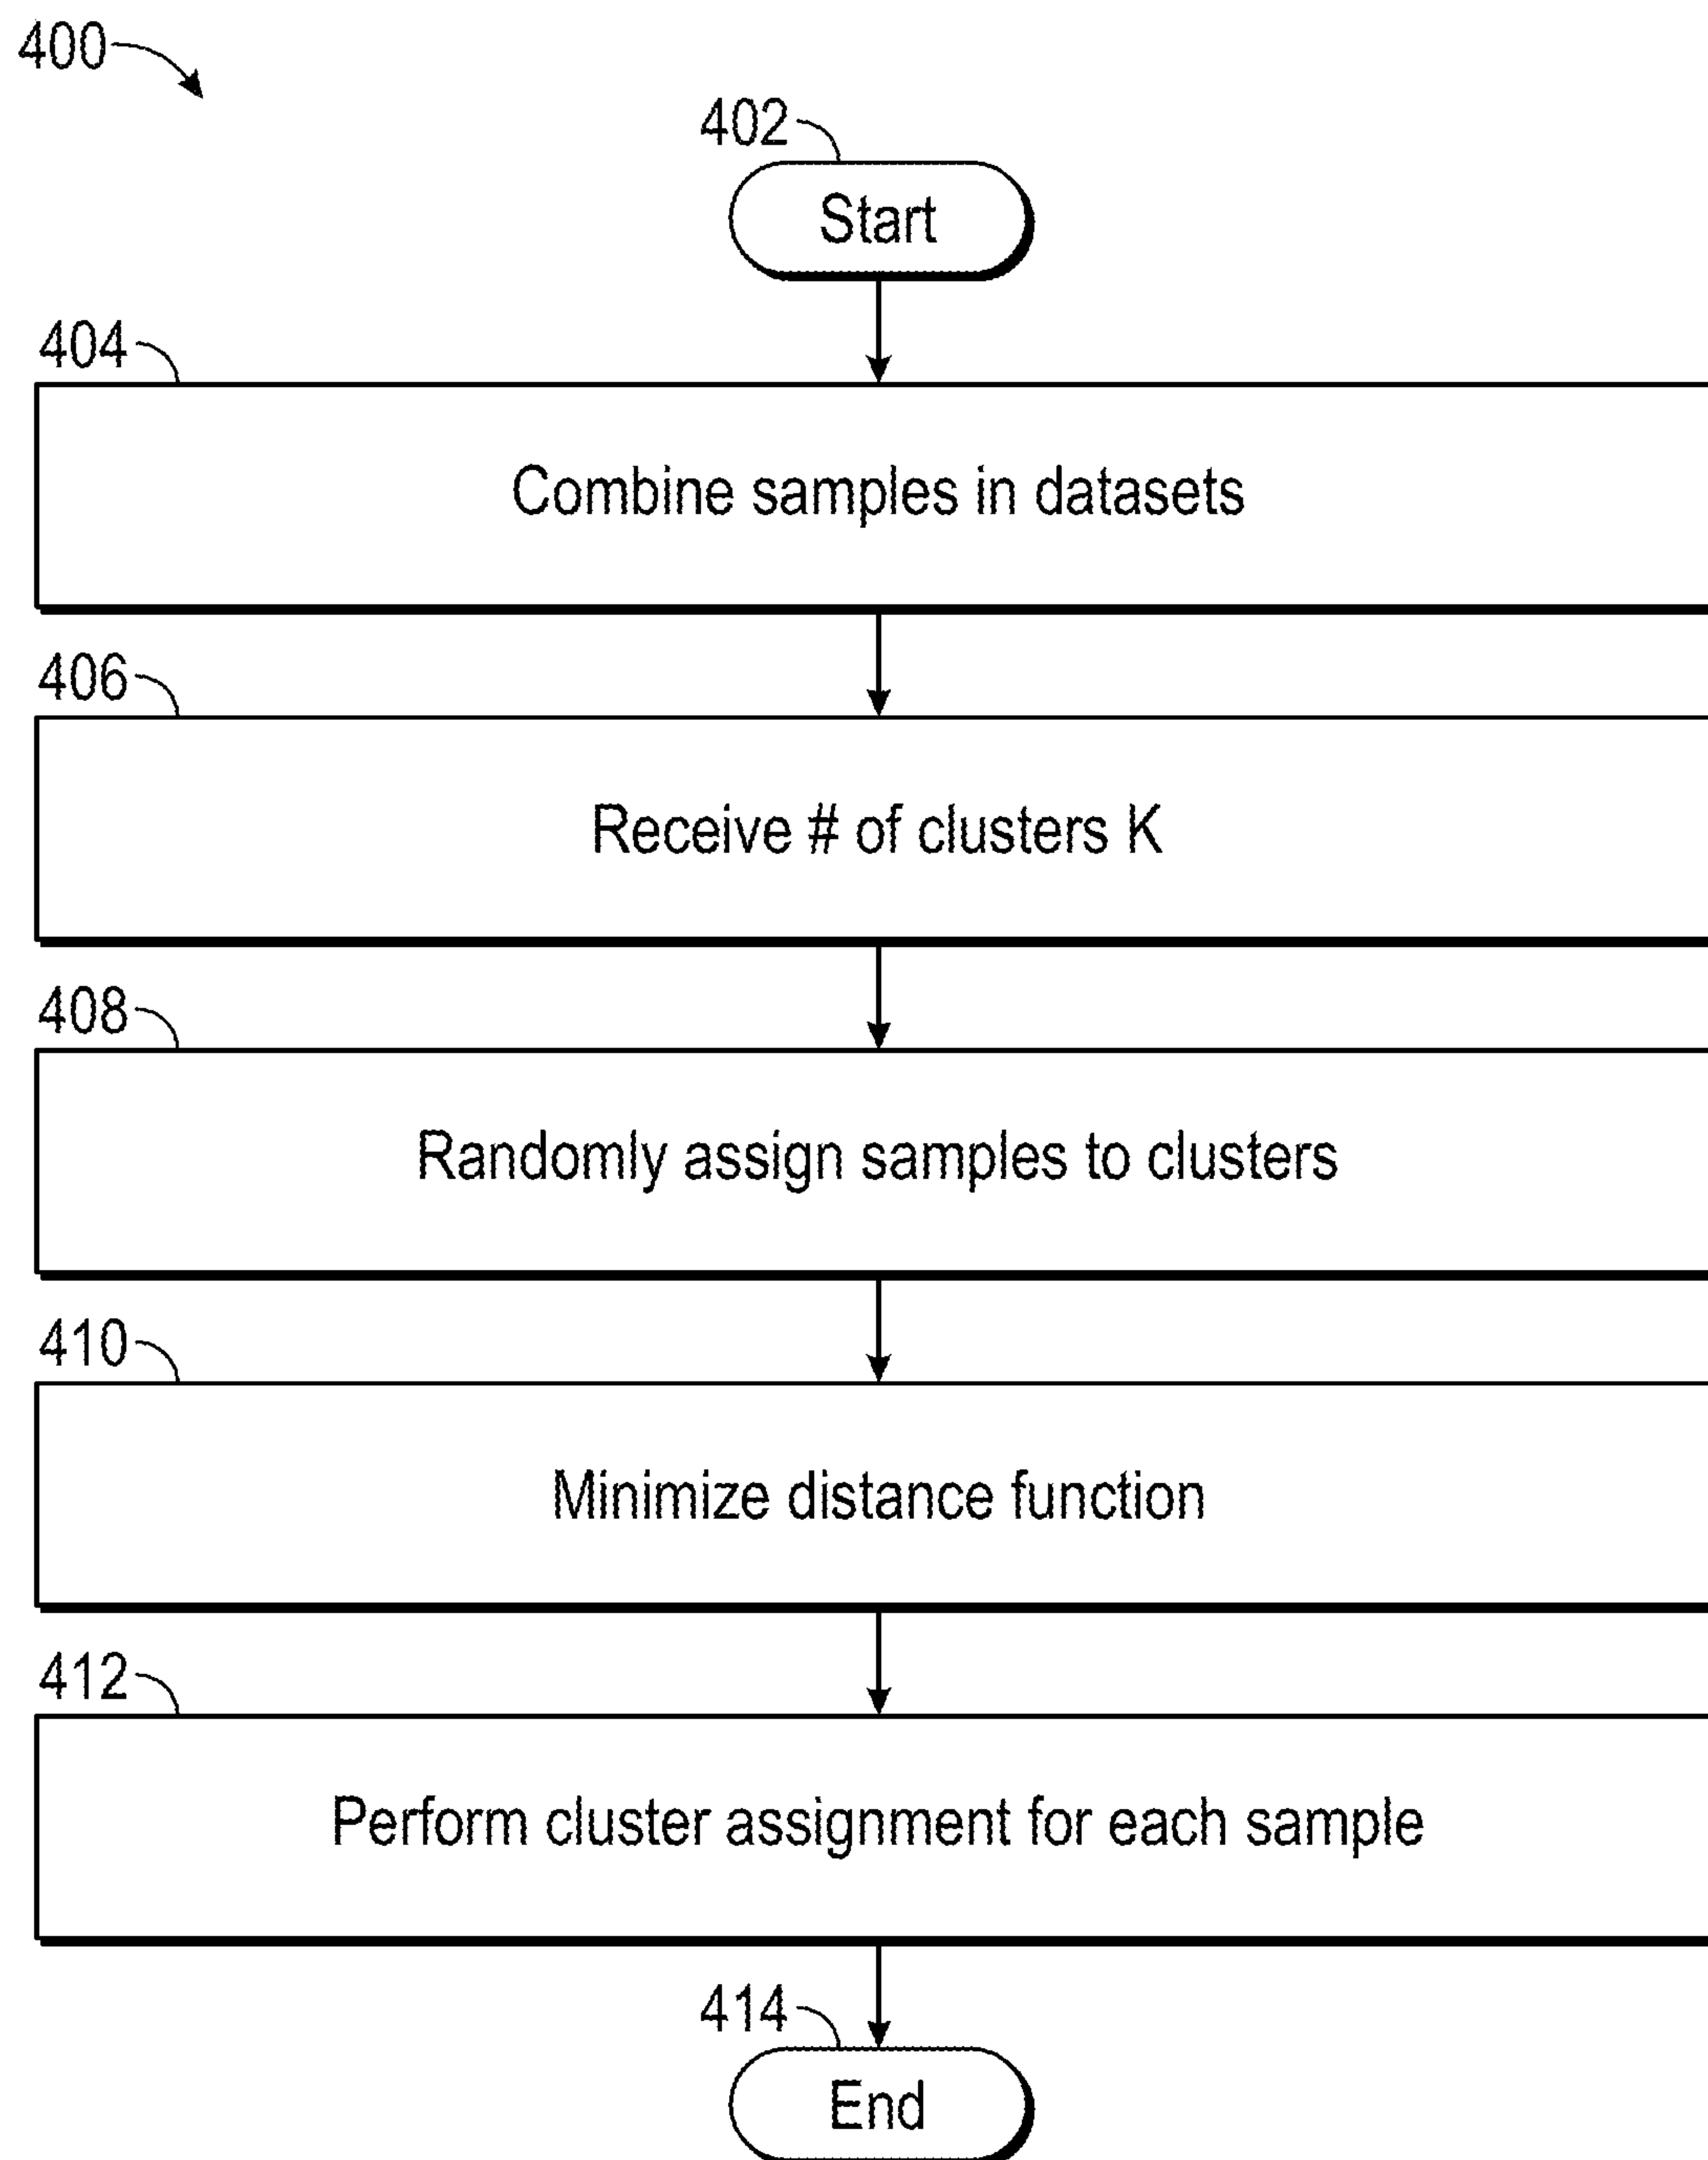 400
402
Start
404
Combine samples in datasets
406
Receive # of clusters K
408
Randomly assign samples to clusters
410
Minimize distance function
412
Perform cluster assignment for each sample
414
End